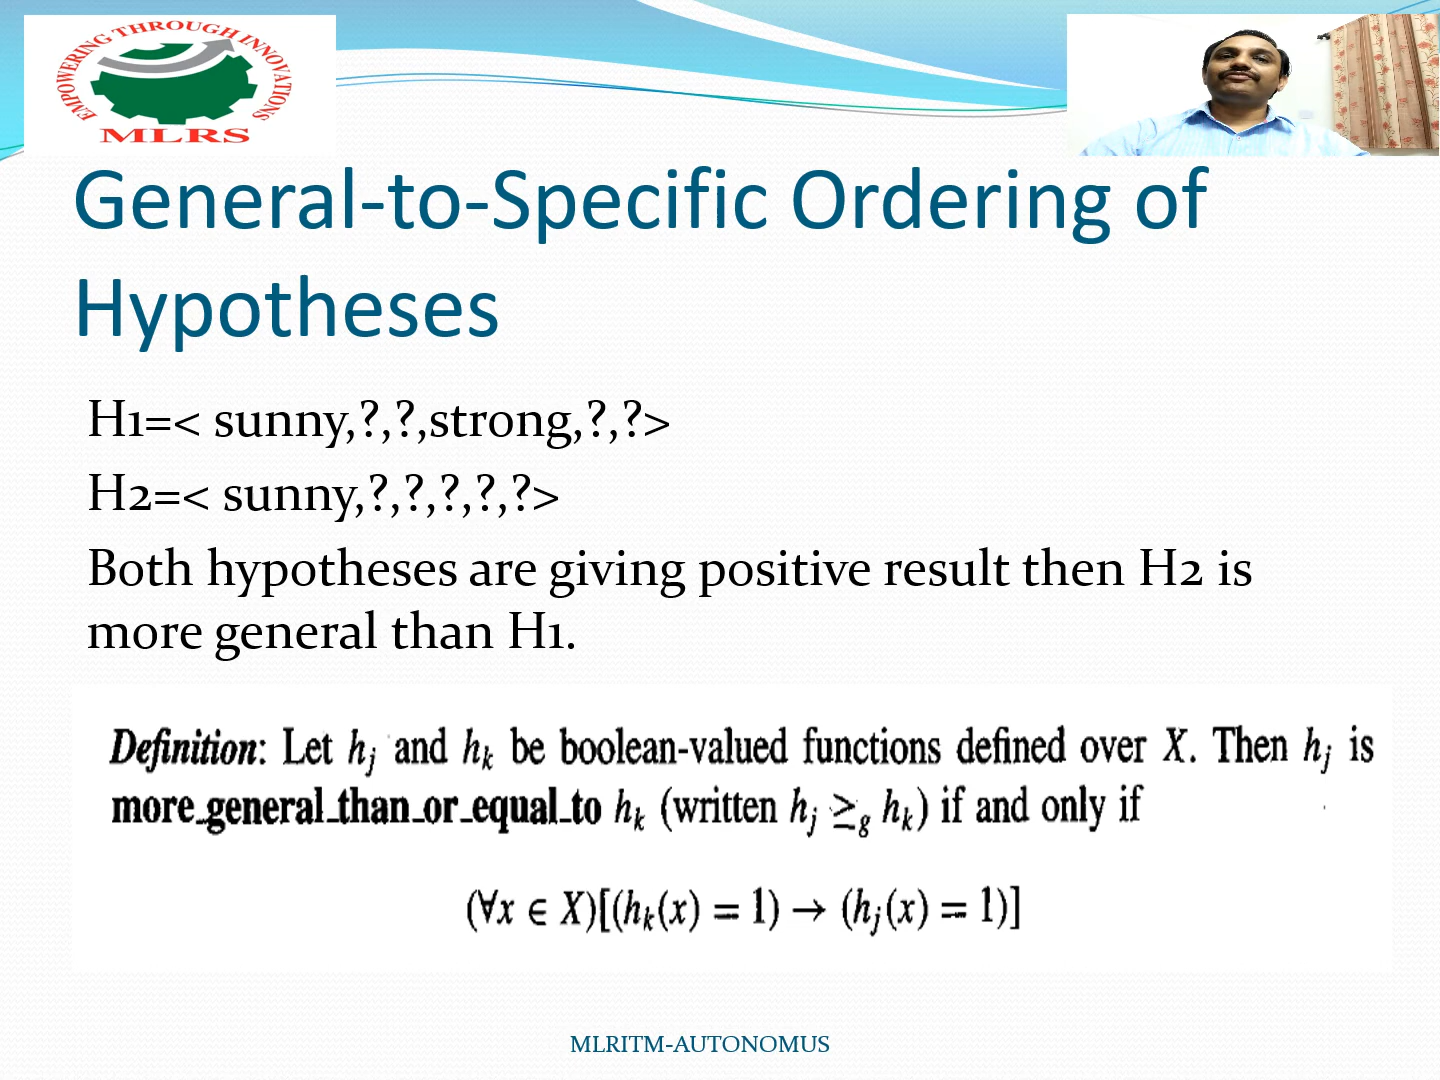 EMPOWERING THROUGH INNOVATIONS
MLRS
General-to-Specific Ordering of
Hypotheses
H1=< sunny,?,?,strong,?,?>
H2=< sunny,?,?,?,?,?>
Both hypotheses are giving positive result then H2 is
more general than H1.
Definition: Let hⱼ and hₖ be boolean-valued functions defined over X. Then hⱼ is
more_general_than_or_equal_to hₖ (written hⱼ ≥g hₖ) if and only if
(∀x ∈ X)[(hₖ(x) = 1) → (hⱼ(x) = 1)]
MLRITM-AUTONOMUS